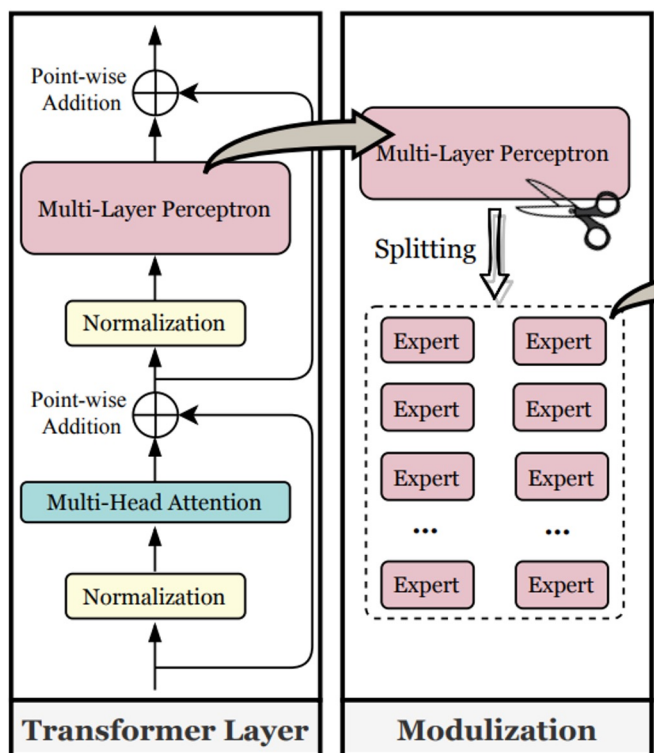 Point-wise
Addition
Multi-Layer Perceptron
Normalization
Point-wise
Addition
Multi-Head Attention
Normalization
Transformer Layer
Multi-Layer Perceptron
Splitting
Expert Expert
Expert Expert
Expert Expert
... ...
Expert Expert
Modulization